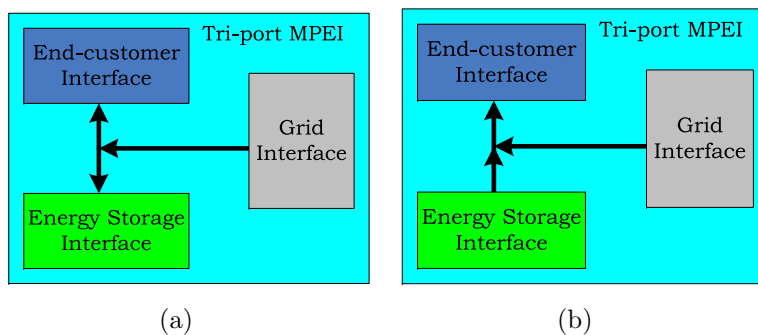 Tri-port MPEI
End-customer
Interface
Grid
Interface
Energy Storage
Interface
(a)
Tri-port MPEI
End-customer
Interface
Grid
Interface
Energy Storage
Interface
(b)